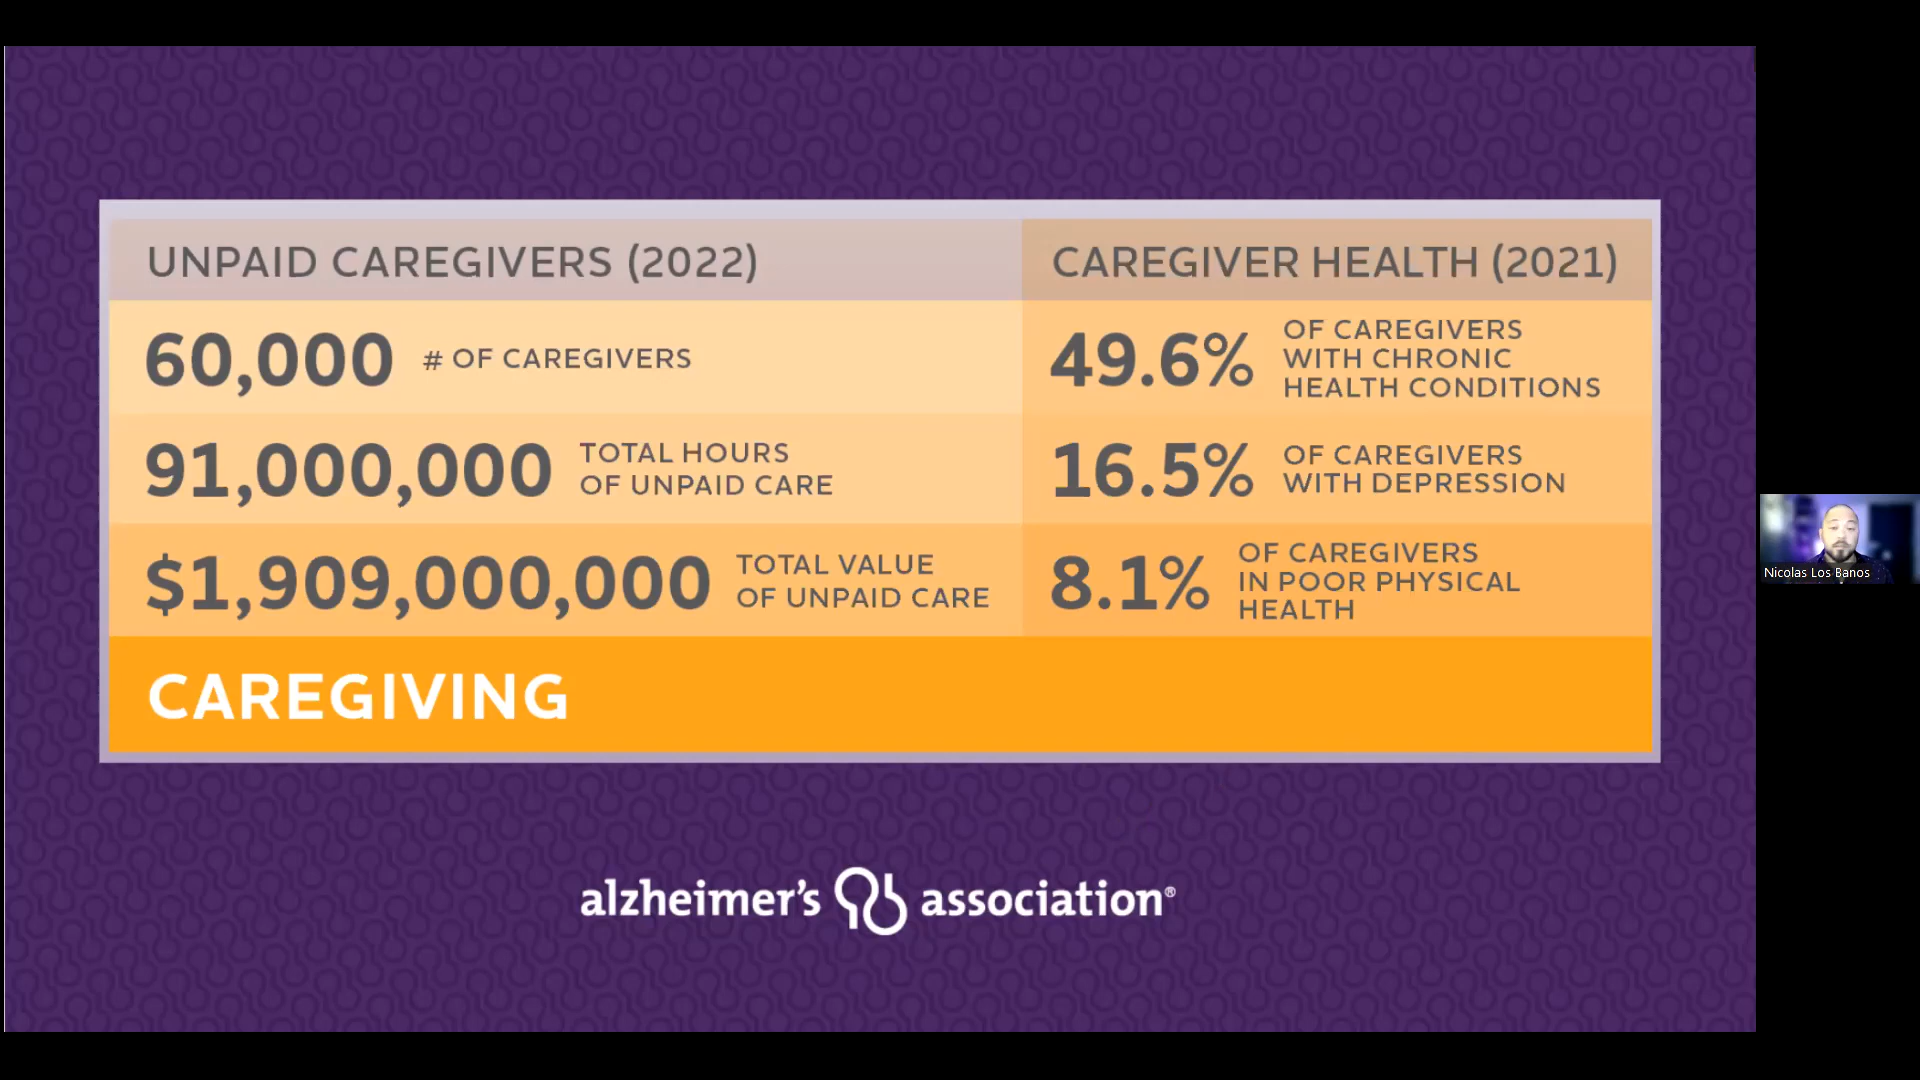 UNPAID CAREGIVERS (2022)
60,000 # OF CAREGIVERS
91,000,000 TOTAL HOURS
OF UNPAID CARE
$1,909,000,000 TOTAL VALUE
OF UNPAID CARE
CAREGIVER HEALTH (2021)
49.6% OF CAREGIVERS
WITH CHRONIC
HEALTH CONDITIONS
16.5% OF CAREGIVERS
WITH DEPRESSION
8.1% OF CAREGIVERS
IN POOR PHYSICAL
HEALTH
CAREGIVING
alzheimer's association®
Nicolas Los Banos